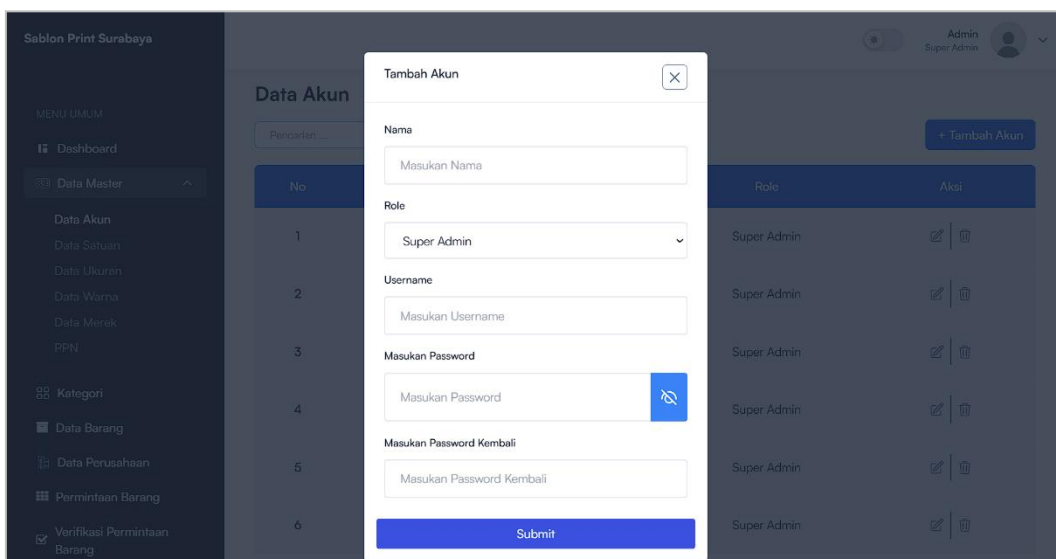 Sablon Print Surabaya
Admin
Super Admin
Tambah Akun
Data Akun
MENU UMUM
Nama
Pencarian ...
+ Tambah Akun
Dashboard
Masukan Nama
Data Master
No
Role
Aksi
Role
Data Akun
1
Super Admin
Super Admin
Data Satuan
Data Ukuran
Username
Data Warna
2
Super Admin
Masukan Username
Data Merek
PPN
3
Masukan Password
Super Admin
Kategori
Masukan Password
4
Super Admin
Data Barang
Masukan Password Kembali
Data Perusahaan
5
Super Admin
Masukan Password Kembali
Permintaan Barang
Verifikasi Permintaan
Barang
6
Submit
Super Admin